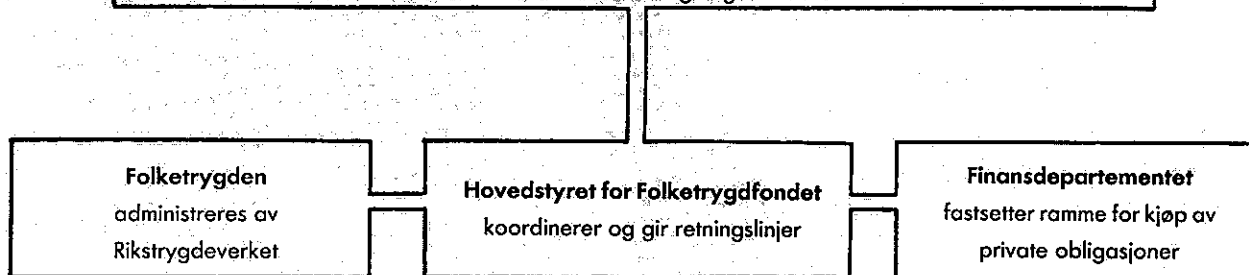 Folketrygden
administreres av
Rikstrygdeverket
Hovedstyret for Folketrygdfondet
koordinerer og gir retningslinjer
Finansdepartementet
fastsetter ramme for kjøp av
private obligasjoner